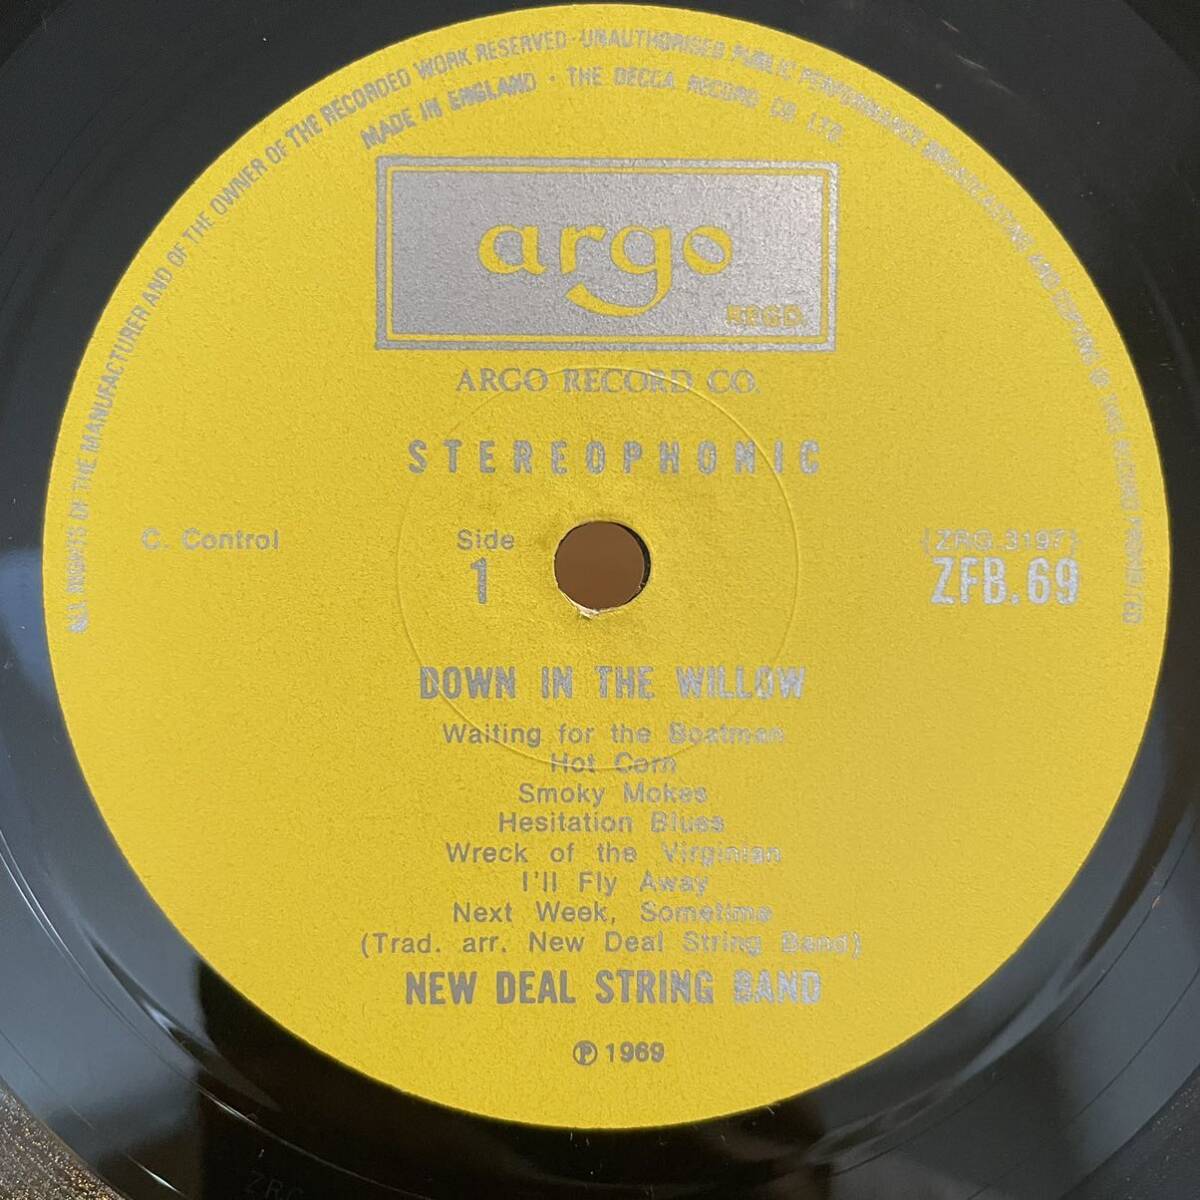 ALL RIGHTS OF THE MANUFACTURER AND OF THE OWNER OF THE RECORDED WORK RESERVED · UNAUTHORISED PUBLIC PERFORMANCE BROADCASTING AND COPYING OF THIS RECORD PROHIBITED
MADE IN ENGLAND · THE DECCA RECORD CO. LTD.
argo
REGD.
ARGO RECORD CO.
STEREOPHONIC
C. Control
Side
1
(ZRG.3197)
ZFB.69
DOWN IN THE WILLOW
Waiting for the Boatman
Hot Corn
Smoky Mokes
Hesitation Blues
Wreck of the Virginian
I'll Fly Away
Next Week, Sometime
(Trad. arr. New Deal String Band)
NEW DEAL STRING BAND
℗ 1969